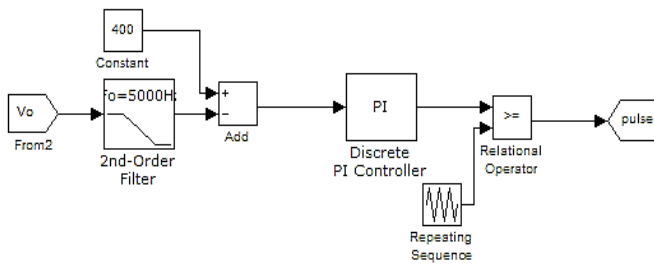 400
Constant
Fo=5000Hz
Vo
From2
2nd-Order
Filter
+
−
Add
PI
Discrete
PI Controller
>=
Relational
Operator
pulse
Repeating
Sequence